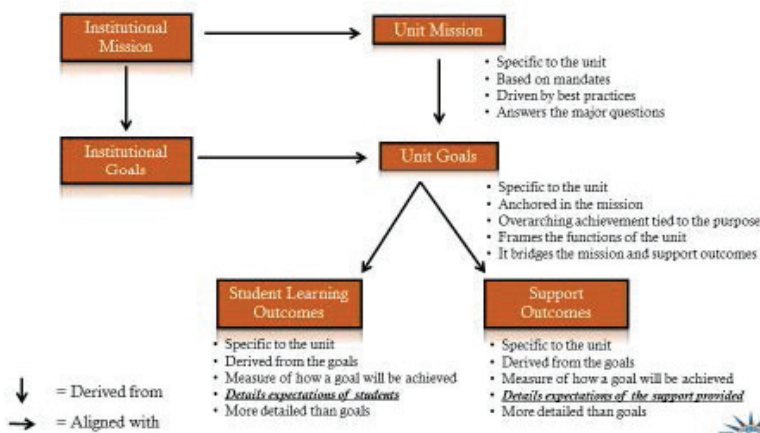 Institutional
Mission
Unit Mission
• Specific to the unit
• Based on mandates
• Driven by best practices
• Answers the major questions
Institutional
Goals
Unit Goals
• Specific to the unit
• Anchored in the mission
• Overarching achievement tied to the purpose
• Frames the functions of the unit
• It bridges the mission and support outcomes
Student Learning
Outcomes
• Specific to the unit
• Derived from the goals
• Measure of how a goal will be achieved
• Details expectations of students
• More detailed than goals
Support
Outcomes
• Specific to the unit
• Derived from the goals
• Measure of how a goal will be achieved
• Details expectations of the support provided
• More detailed than goals
= Derived from
= Aligned with